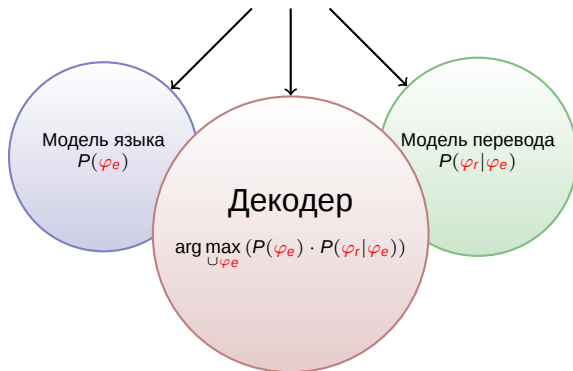 Модель языка
P(φₑ)
Модель перевода
P(φᵣ|φₑ)
Декодер
arg max (P(φₑ) · P(φᵣ|φₑ))
∪φₑ